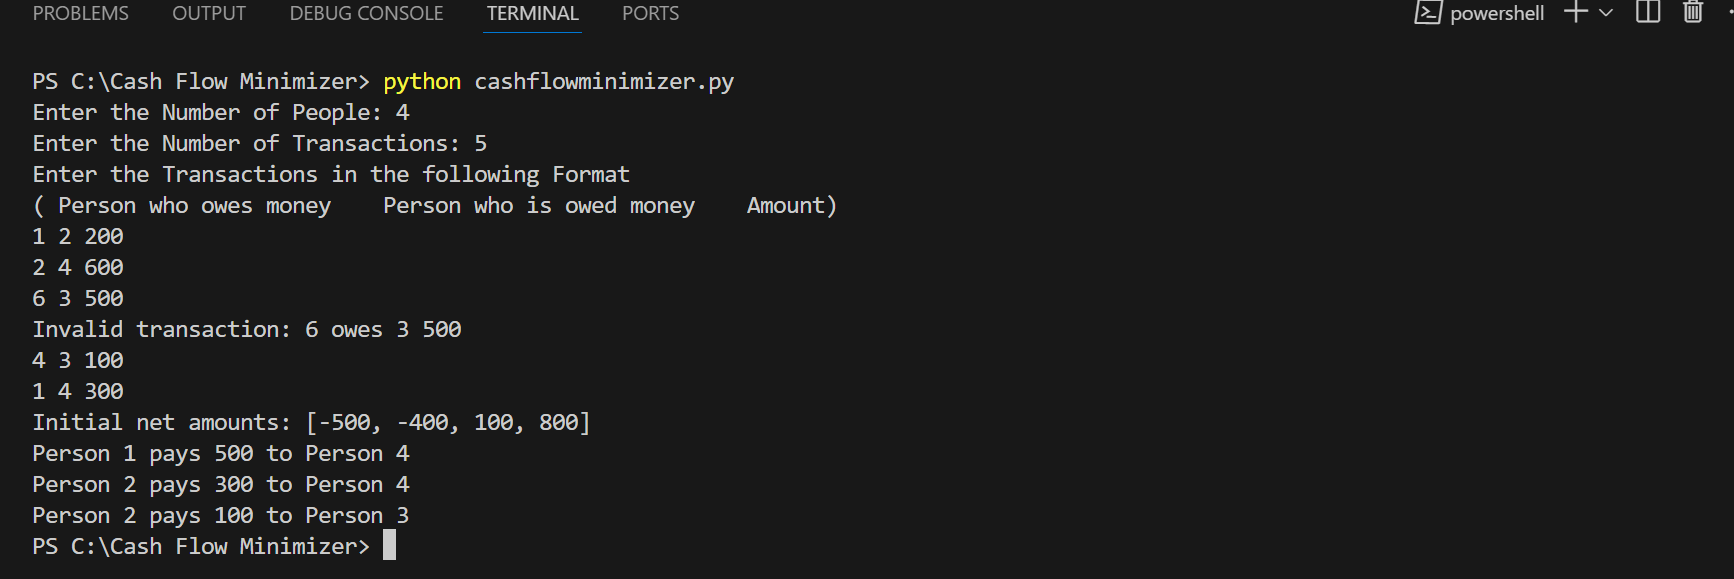 PROBLEMS OUTPUT DEBUG CONSOLE TERMINAL PORTS powershell
PS C:\Cash Flow Minimizer> python cashflowminimizer.py
Enter the Number of People: 4
Enter the Number of Transactions: 5
Enter the Transactions in the following Format
( Person who owes money    Person who is owed money    Amount)
1 2 200
2 4 600
6 3 500
Invalid transaction: 6 owes 3 500
4 3 100
1 4 300
Initial net amounts: [-500, -400, 100, 800]
Person 1 pays 500 to Person 4
Person 2 pays 300 to Person 4
Person 2 pays 100 to Person 3
PS C:\Cash Flow Minimizer>